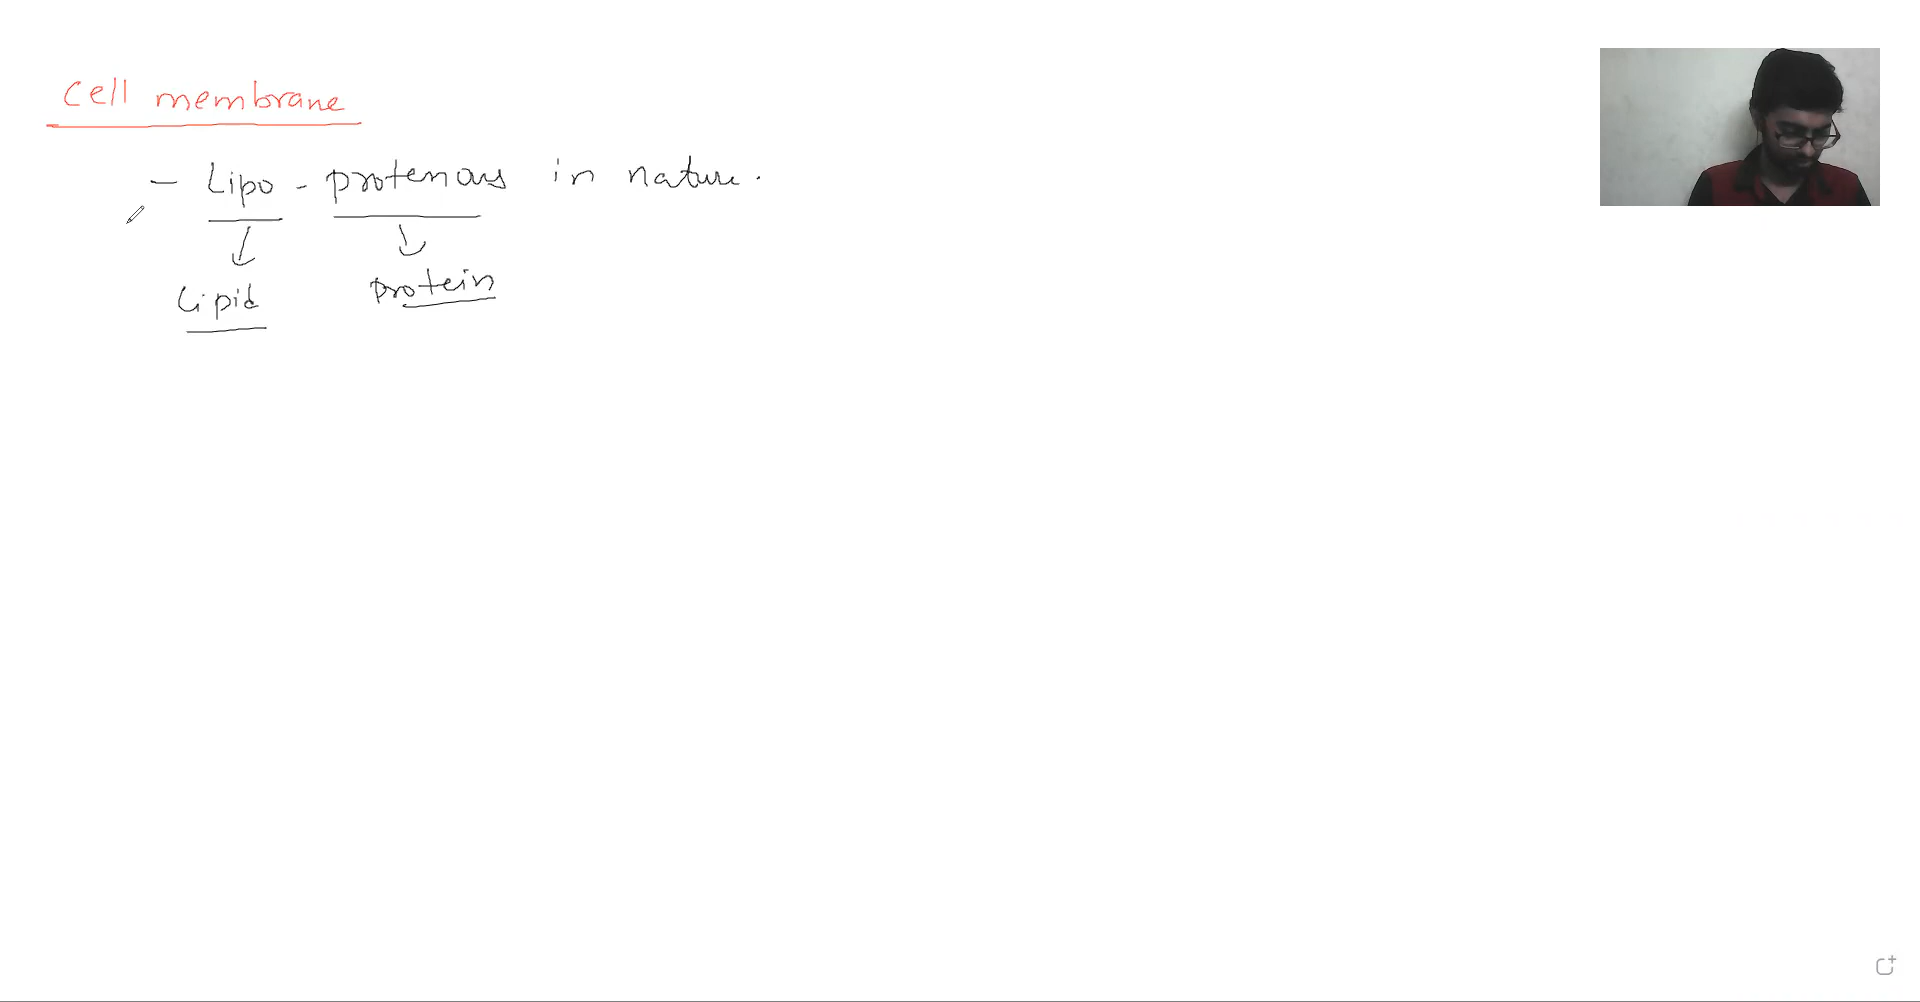 Cell membrane
- Lipo - protenous in nature.
Lipid protein